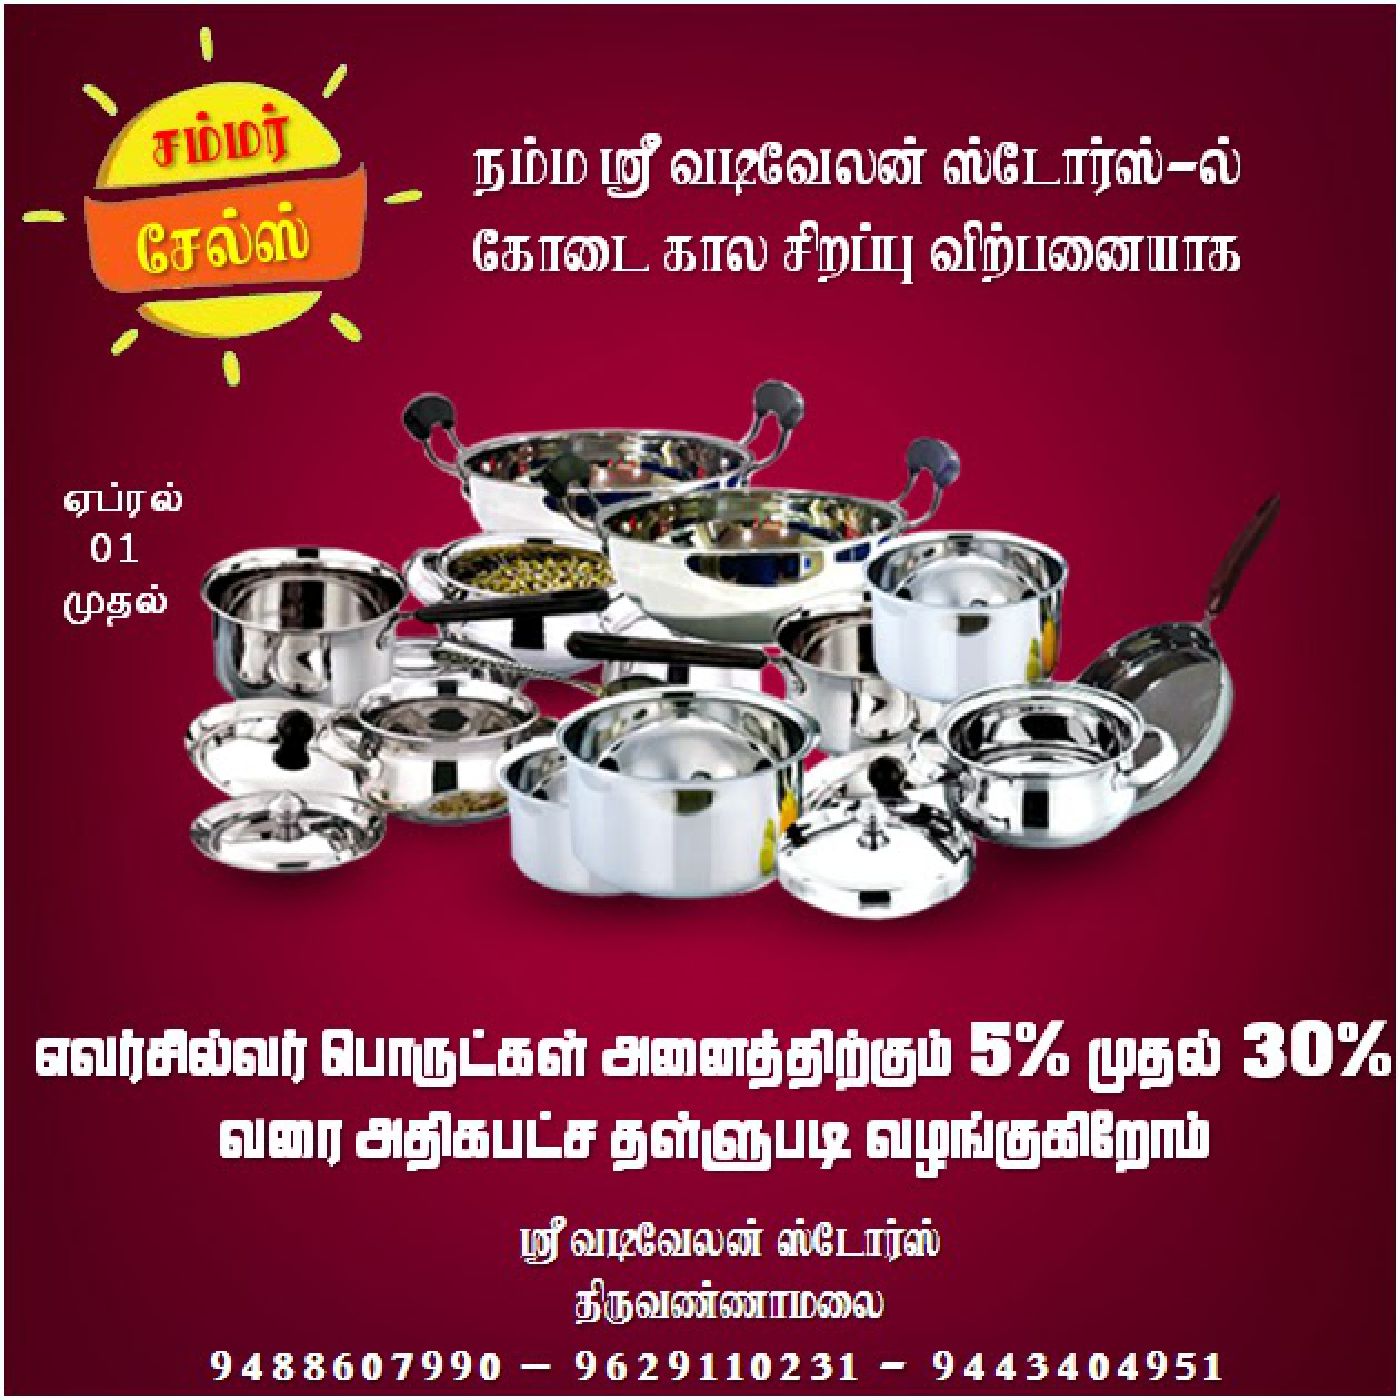 சம்மர்
சேல்ஸ்
நம்ம ஸ்ரீ வடிவேலன் ஸ்டோர்ஸ்-ல்
கோடை கால சிறப்பு விற்பனையாக
ஏப்ரல்
01
முதல்
எவர்சில்வர் பொருட்கள் அனைத்திற்கும் 5% முதல் 30%
வரை அதிகபட்ச தள்ளுபடி வழங்குகிறோம்
ஸ்ரீ வடிவேலன் ஸ்டோர்ஸ்
திருவண்ணாமலை
9488607990 – 9629110231 – 9443404951